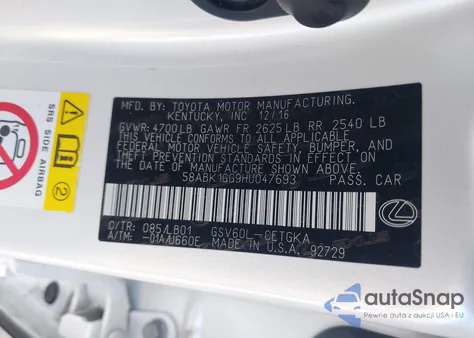 SRS SIDE AIRBAG
MFD. BY: TOYOTA MOTOR MANUFACTURING.
KENTUCKY, INC 12/16
GVWR: 4700LB GAWR FR 2625LB RR 2540 LB
THIS VEHICLE CONFORMS TO ALL APPLICABLE
FEDERAL MOTOR VEHICLE SAFETY, BUMPER, AND
THEFT PREVENTION STANDARDS IN EFFECT ON
THE DATE OF MANUFACTURE SHOWN ABOVE.
58ABK1GG9HU047693 PASS. CAR
C/TR: 085/LB01 GSV60L-CETGKA
A/TM: -01A/U660E MADE IN U.S.A. 92729
autoSnap
Pewne auta z aukcji USA i EU